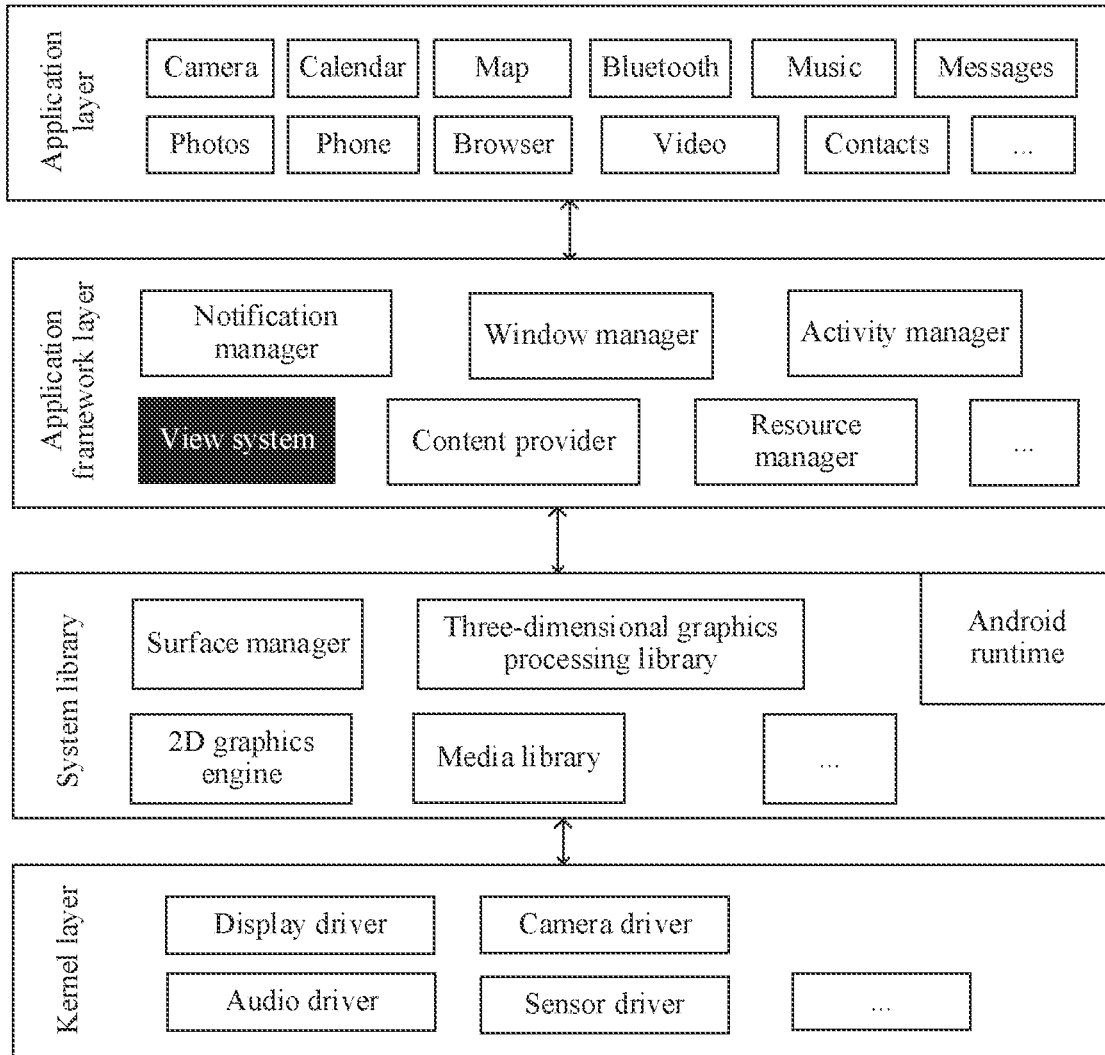 Application
layer
Camera
Calendar
Map
Bluetooth
Music
Messages
Photos
Phone
Browser
Video
Contacts
...
Application
framework layer
Notification
manager
Window manager
Activity manager
View system
Content provider
Resource
manager
...
System library
Surface manager
Three-dimensional graphics
processing library
Android
runtime
2D graphics
engine
Media library
...
Kernel layer
Display driver
Camera driver
Audio driver
Sensor driver
...